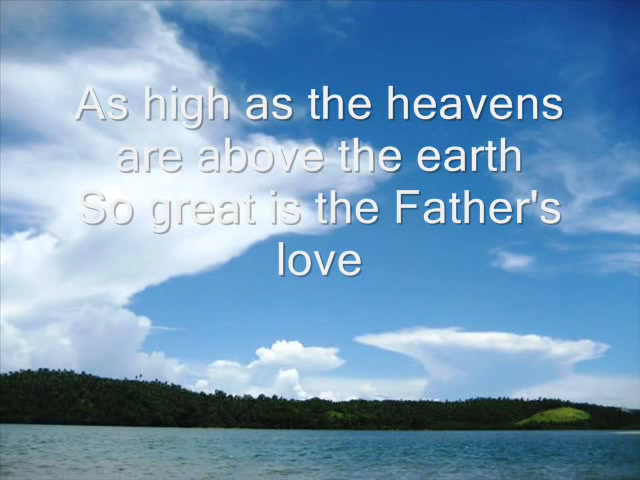 As high as the heavens
are above the earth
So great is the Father's
love